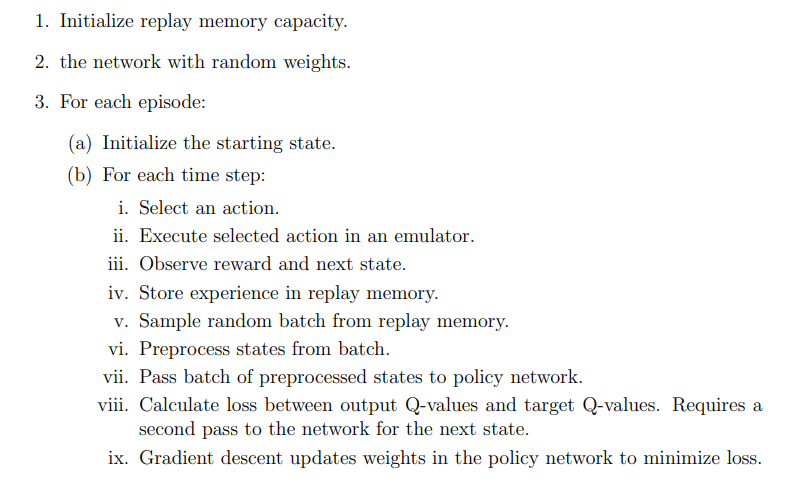 1. Initialize replay memory capacity.
2. the network with random weights.
3. For each episode:
(a) Initialize the starting state.
(b) For each time step:
i. Select an action.
ii. Execute selected action in an emulator.
iii. Observe reward and next state.
iv. Store experience in replay memory.
v. Sample random batch from replay memory.
vi. Preprocess states from batch.
vii. Pass batch of preprocessed states to policy network.
viii. Calculate loss between output Q-values and target Q-values. Requires a
second pass to the network for the next state.
ix. Gradient descent updates weights in the policy network to minimize loss.